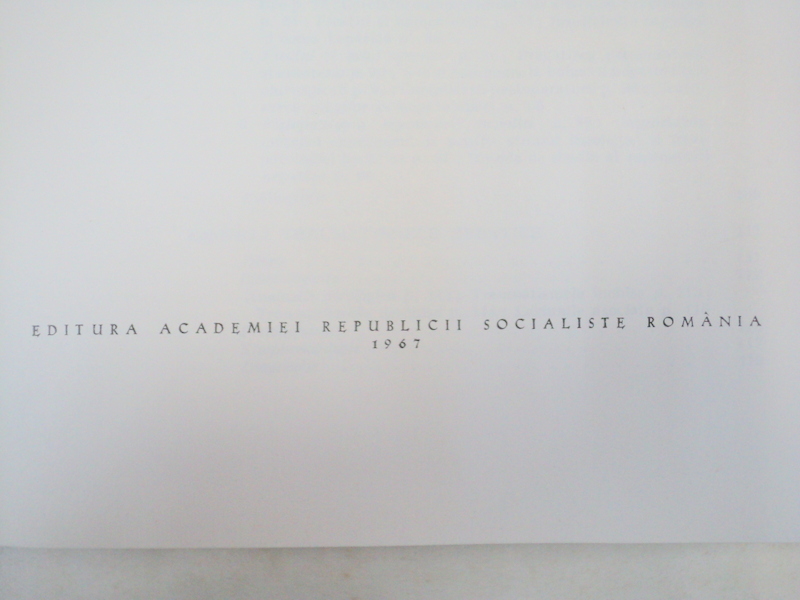 EDITURA ACADEMIEI REPUBLICII SOCIALISTE ROMÂNIA
1967